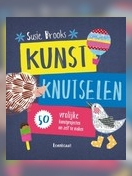 Susie Brooks
KUNST
KNUTSELEN
50
vrolijke
kunstprojecten
om zelf te maken